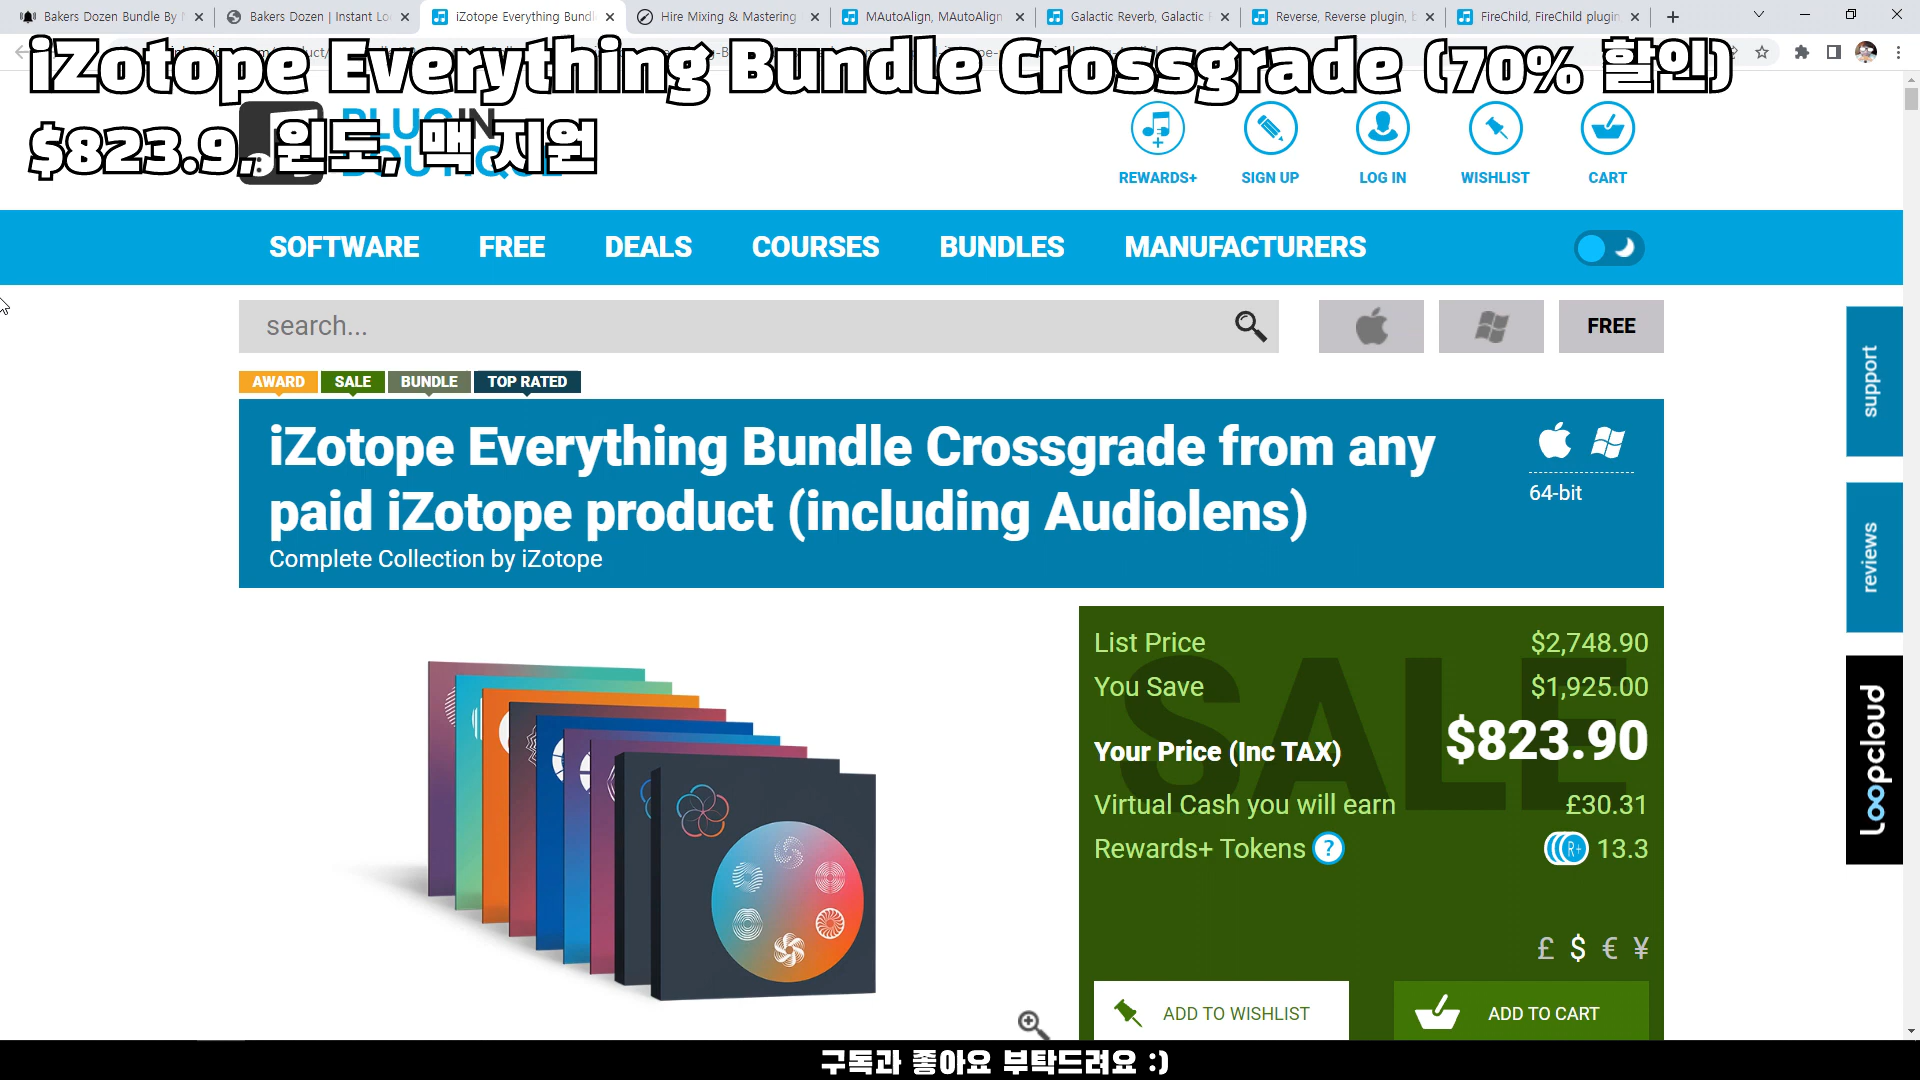 Bakers Dozen Bundle By
Bakers Dozen | Instant Lo
iZotope Everything Bundl
Hire Mixing & Mastering
MAutoAlign, MAutoAlign
Galactic Reverb, Galactic
Reverse, Reverse plugin,
FireChild, FireChild plugin
iZotope Everything Bundle Crossgrade (70% 할인)
$823.9, 윈도, 맥 지원
PLUGIN
BOUTIQUE
REWARDS+
SIGN UP
LOG IN
WISHLIST
CART
SOFTWARE
FREE
DEALS
COURSES
BUNDLES
MANUFACTURERS
search...
FREE
support
AWARD
SALE
BUNDLE
TOP RATED
iZotope Everything Bundle Crossgrade from any
paid iZotope product (including Audiolens)
64-bit
Complete Collection by iZotope
reviews
SALE
List Price $2,748.90
You Save $1,925.00
Your Price (Inc TAX) $823.90
Virtual Cash you will earn £30.31
Rewards+ Tokens ? R+ 13.3
loopcloud
£ $ € ¥
ADD TO WISHLIST
ADD TO CART
구독과 좋아요 부탁드려요 :)